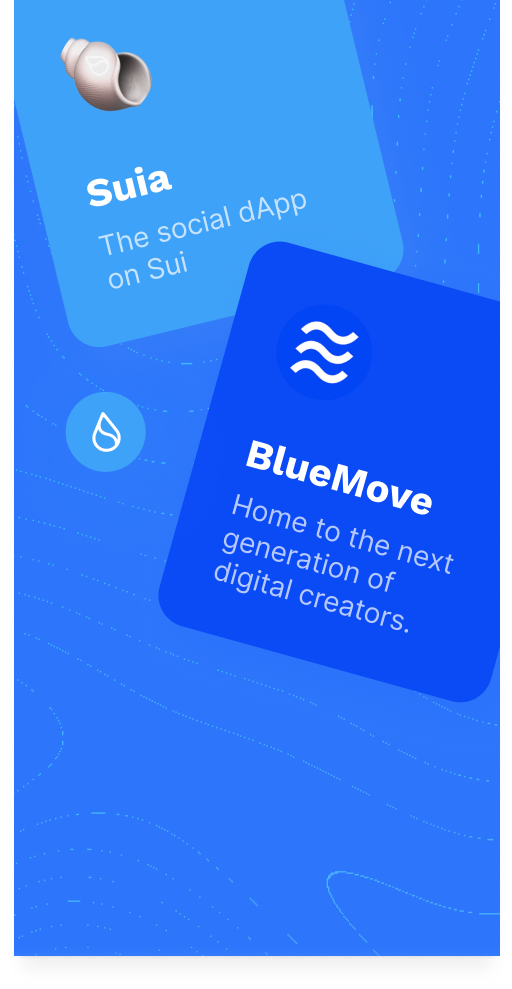 Suia
The social dApp
on Sui
BlueMove
Home to the next
generation of
digital creators.